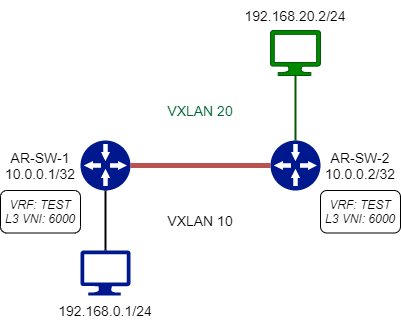 192.168.20.2/24
VXLAN 20
AR-SW-1
10.0.0.1/32
AR-SW-2
10.0.0.2/32
VRF: TEST
L3 VNI: 6000
VXLAN 10
VRF: TEST
L3 VNI: 6000
192.168.0.1/24